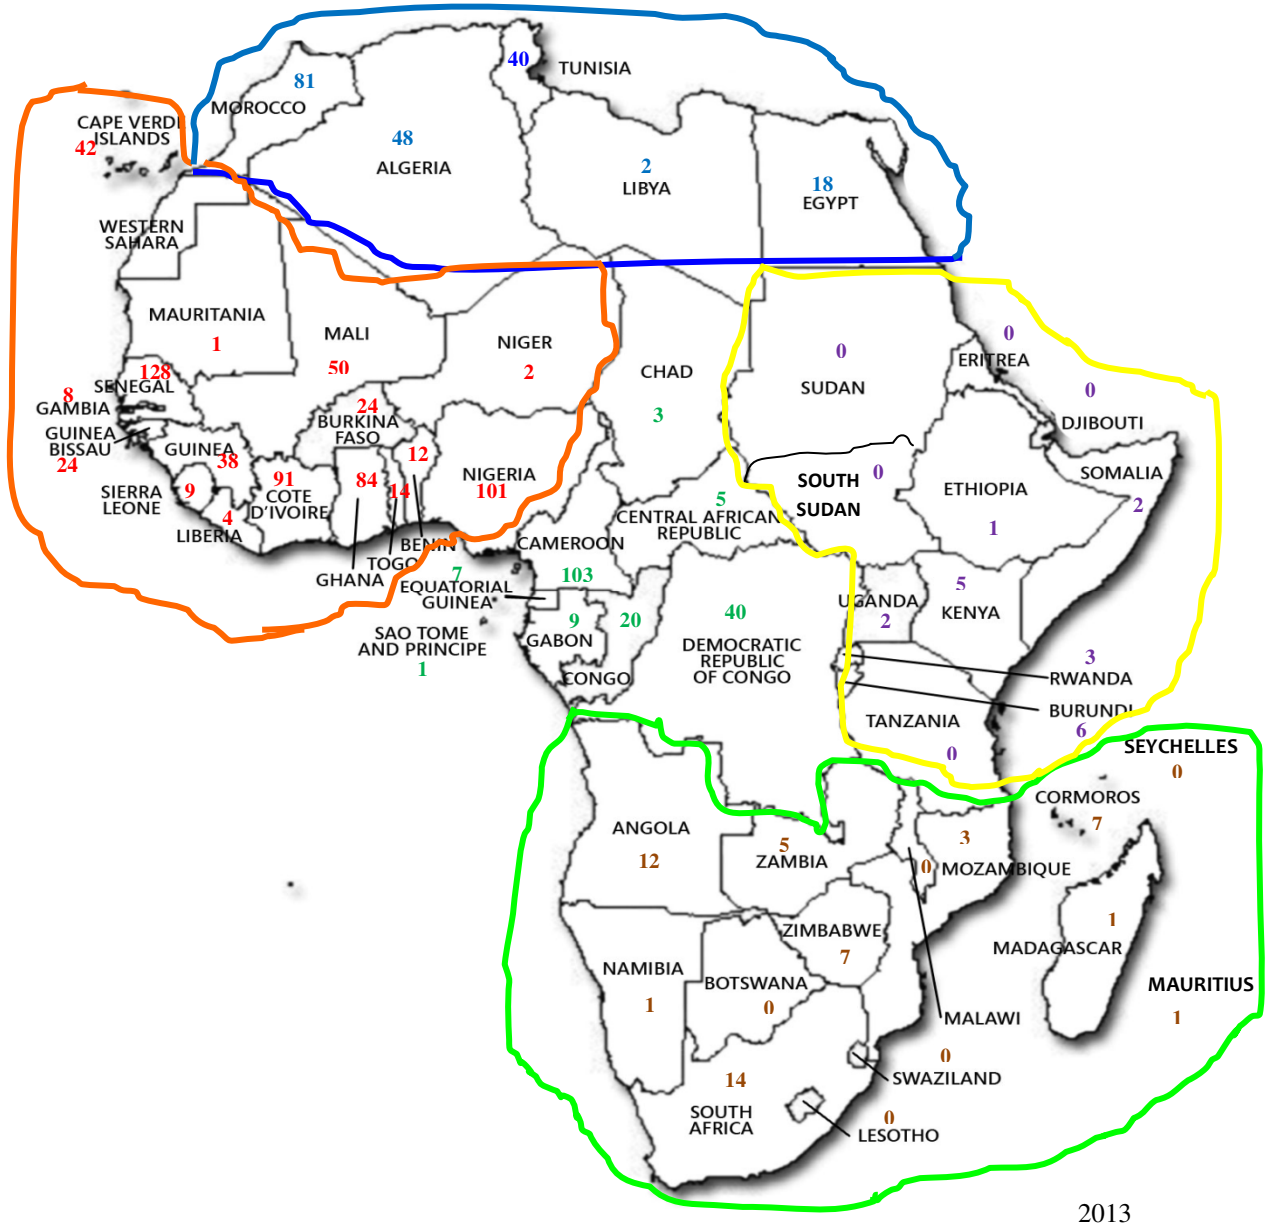 40
TUNISIA
81
MOROCCO
CAPE VERDI
ISLANDS
42
48
ALGERIA
2
LIBYA
18
EGYPT
WESTERN
SAHARA
MAURITANIA
1
MALI
50
NIGER
2
CHAD
3
0
SUDAN
0
ERITREA
0
DJIBOUTI
128
SENEGAL
8
GAMBIA
GUINEA
BISSAU
24
24
BURKINA
FASO
GUINEA
38
9
SIERRA
LEONE
4
LIBERIA
91
COTE
D'IVOIRE
84
GHANA
14
TOGO
12
BENIN
NIGERIA
101
SOUTH
SUDAN
0
ETHIOPIA
1
SOMALIA
2
5
CENTRAL AFRICAN
REPUBLIC
CAMEROON
103
7
EQUATORIAL
GUINEA
SAO TOME
AND PRINCIPE
1
9
GABON
20
CONGO
40
DEMOCRATIC
REPUBLIC
OF CONGO
UGANDA
2
5
KENYA
3
RWANDA
BURUNDI
6
TANZANIA
0
SEYCHELLES
0
CORMOROS
7
ANGOLA
12
5
ZAMBIA
3
MOZAMBIQUE
0
ZIMBABWE
7
1
MADAGASCAR
MAURITIUS
1
NAMIBIA
1
BOTSWANA
0
MALAWI
0
SWAZILAND
14
SOUTH
AFRICA
0
LESOTHO
2013